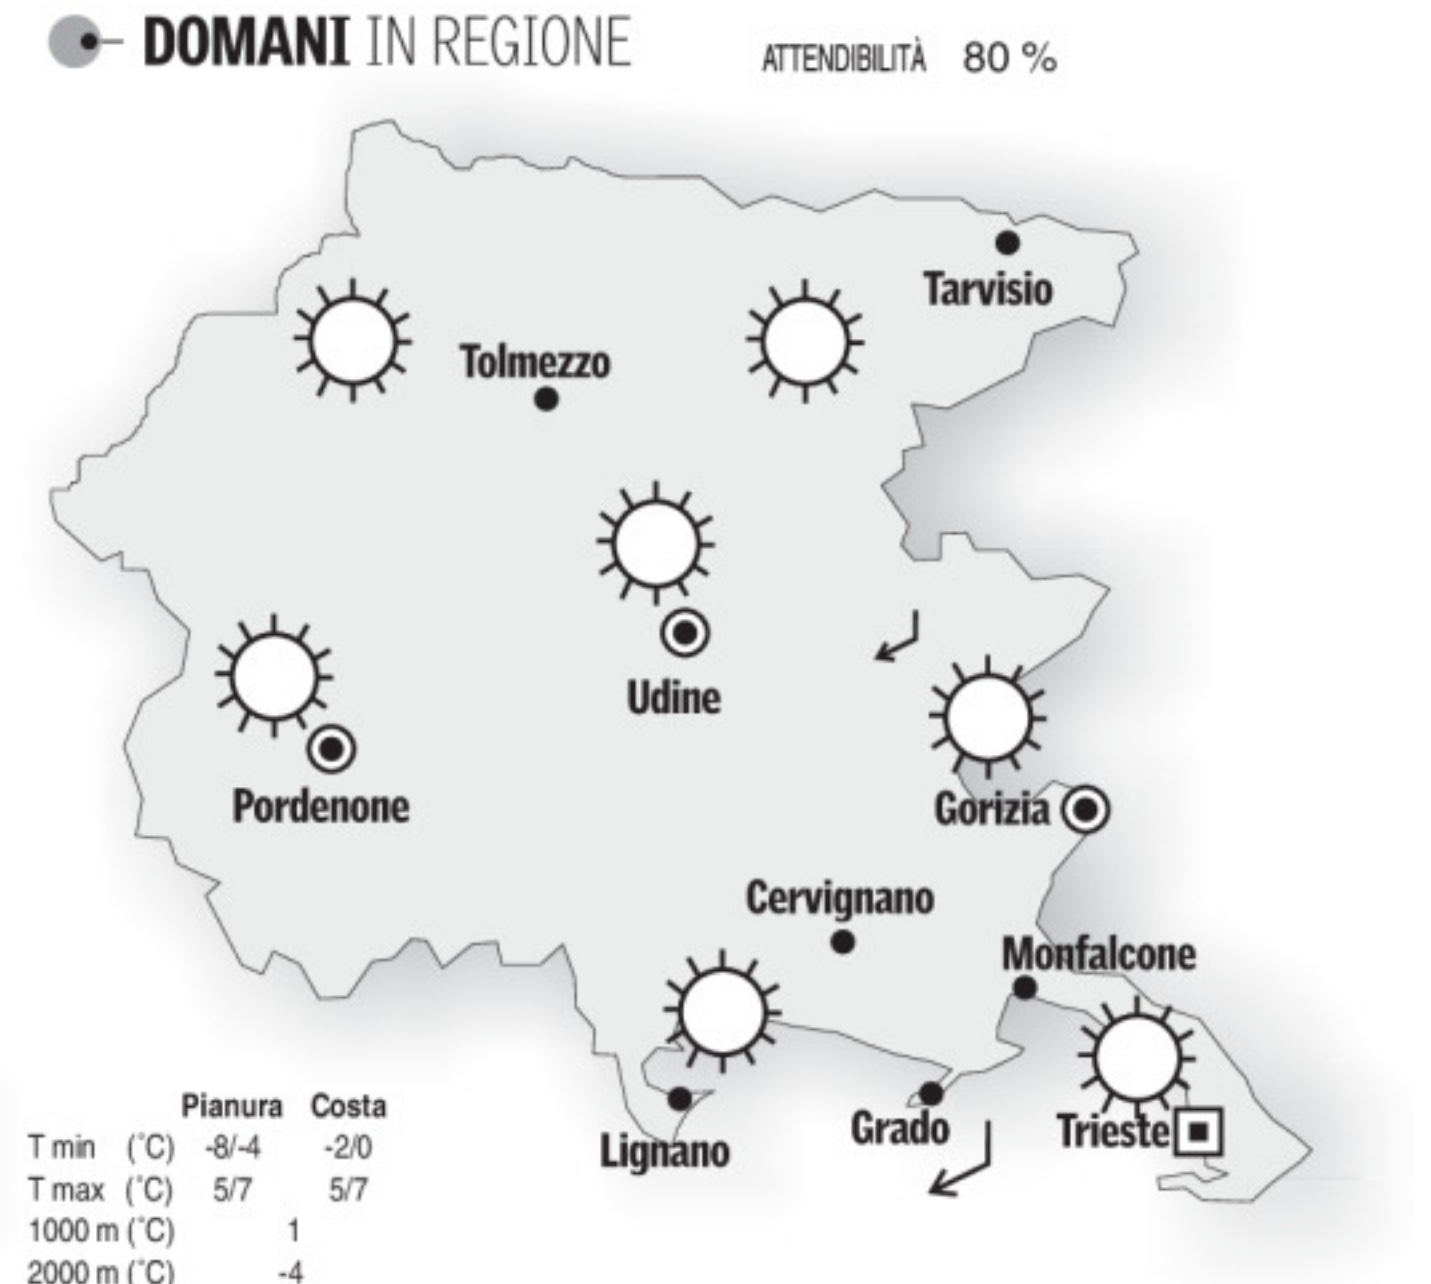 DOMANI IN REGIONE
ATTENDIBILITÀ 80 %
Tarvisio
Tolmezzo
Udine
Pordenone
Gorizia
Cervignano
Monfalcone
Grado
Trieste
Lignano
Pianura Costa
T min (°C) -8/-4 -2/0
T max (°C) 5/7 5/7
1000 m (°C) 1
2000 m (°C) -4